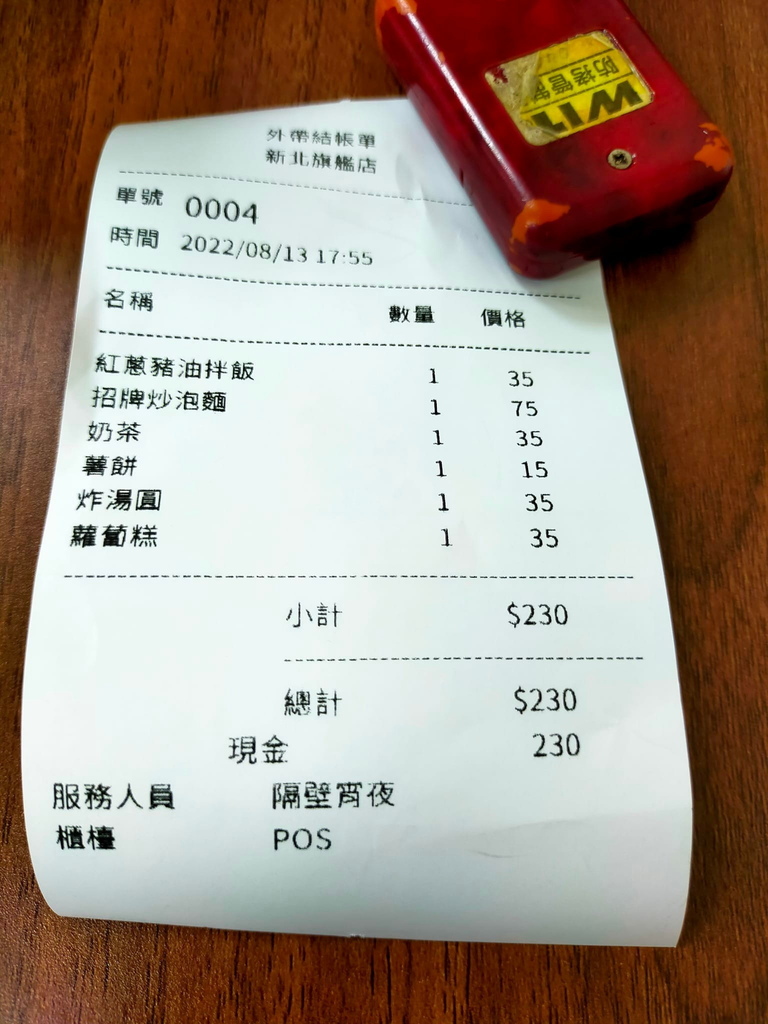 外帶結帳單
新北旗艦店
單號 0004
時間 2022/08/13 17:55
名稱 數量 價格
紅蔥豬油拌飯 1 35
招牌炒泡麵 1 75
奶茶 1 35
薯餅 1 15
炸湯圓 1 35
蘿蔔糕 1 35
小計 $230
總計 $230
現金 230
服務人員 隔壁宵夜
櫃檯 POS
防撬管